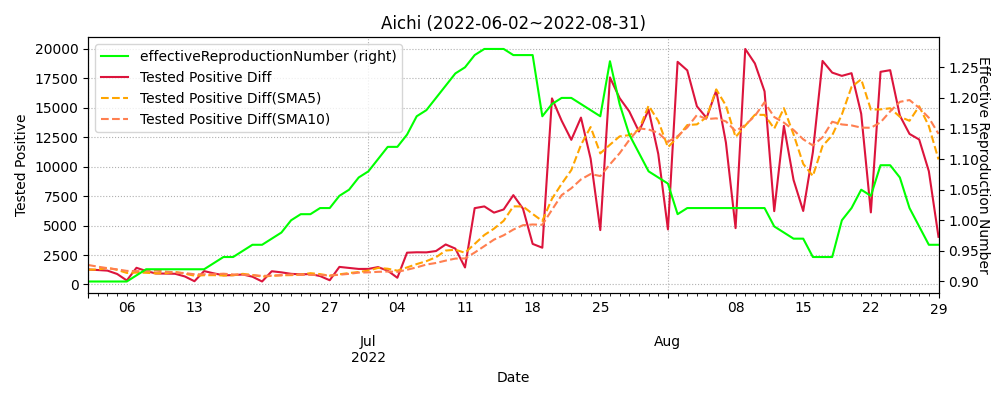 Aichi (2022-06-02~2022-08-31)
effectiveReproductionNumber (right)
Tested Positive Diff
Tested Positive Diff(SMA5)
Tested Positive Diff(SMA10)
Tested Positive
20000
17500
15000
12500
10000
7500
5000
2500
0
Effective Reproduction Number
1.25
1.20
1.15
1.10
1.05
1.00
0.95
0.90
06 13 20 27 04 11 18 25 08 15 22 29
Jul Aug
2022
Date